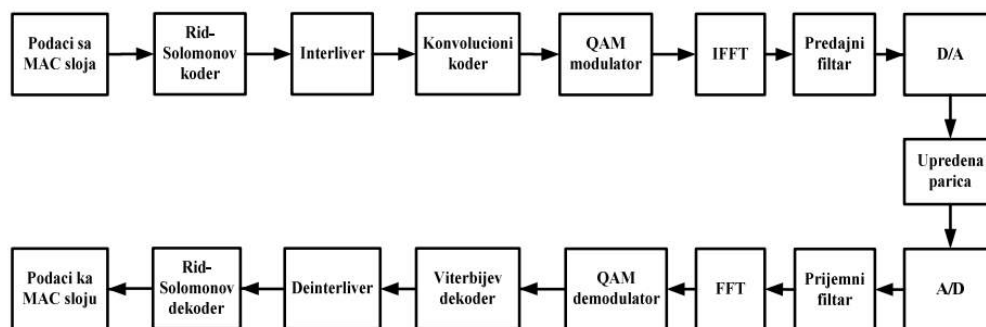 Podaci sa
MAC sloja
Rid-
Solomonov
koder
Interliver
Konvolucioni
koder
QAM
modulator
IFFT
Predajni
filtar
D/A
Upredena
parica
A/D
Prijemni
filtar
FFT
QAM
demodulator
Viterbijev
dekoder
Deinterliver
Rid-
Solomonov
dekoder
Podaci ka
MAC sloju